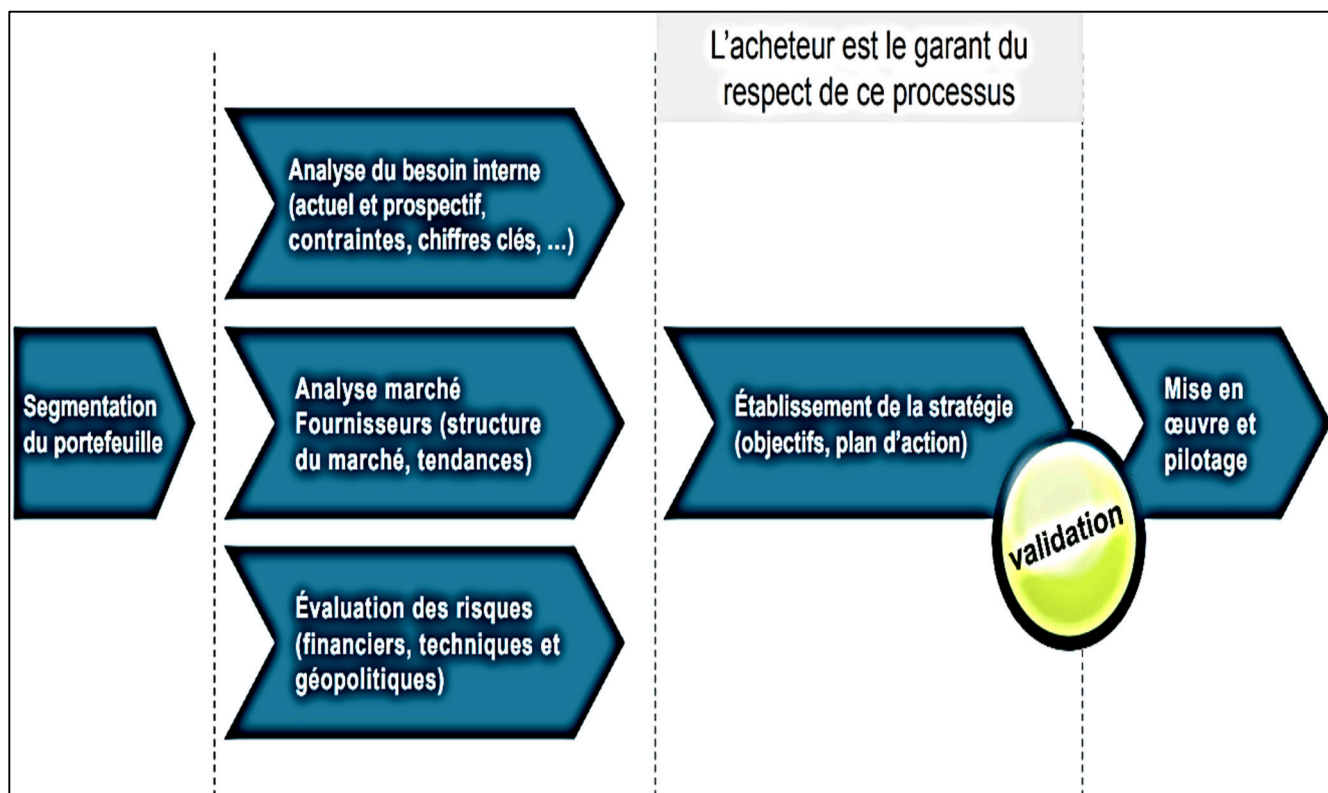 L'acheteur est le garant du
respect de ce processus
Segmentation
du portefeuille
Analyse du besoin interne
(actuel et prospectif,
contraintes, chiffres clés, ...)
Analyse marché
Fournisseurs (structure
du marché, tendances)
Évaluation des risques
(financiers, techniques et
géopolitiques)
Établissement de la stratégie
(objectifs, plan d'action)
validation
Mise en
œuvre et
pilotage